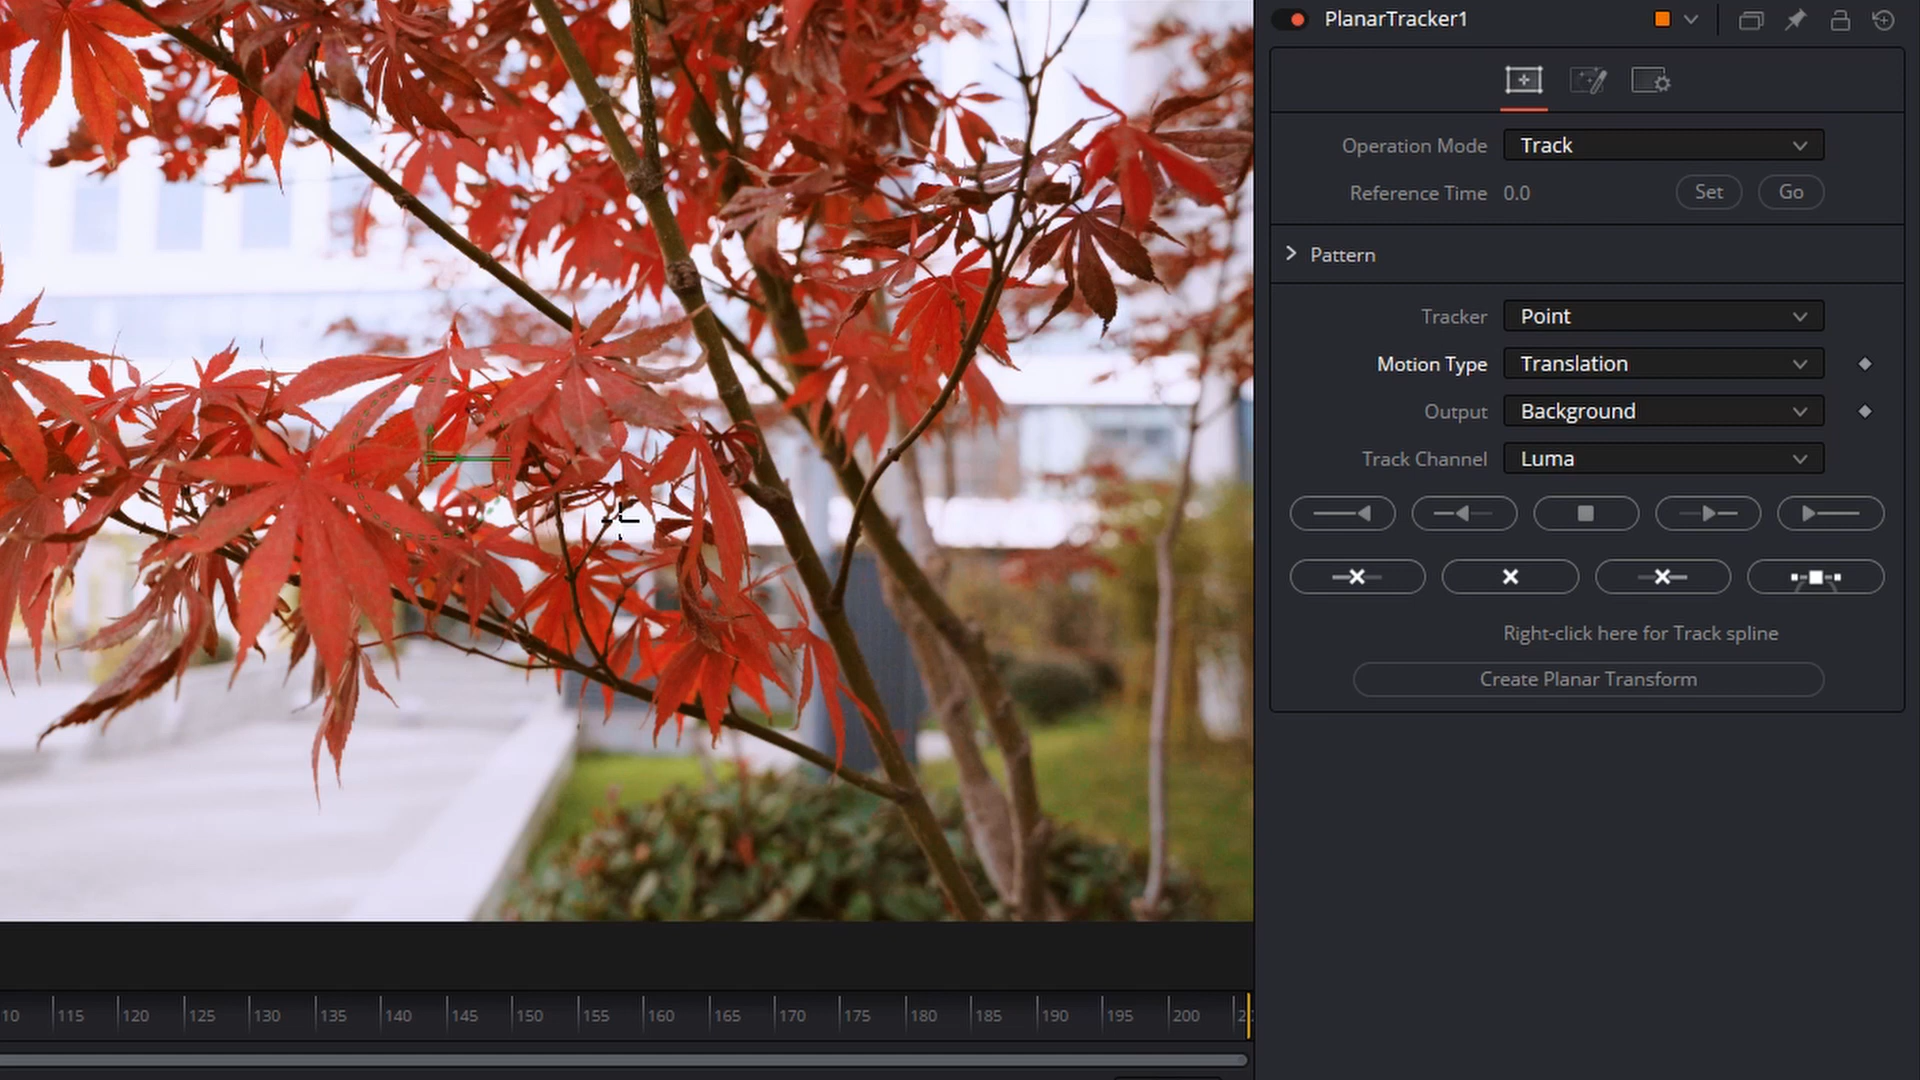 PlanarTracker1
Operation Mode Track
Reference Time 0.0 Set Go
Pattern
Tracker Point
Motion Type Translation
Output Background
Track Channel Luma
Right-click here for Track spline
Create Planar Transform
10 115 120 125 130 135 140 145 150 155 160 165 170 175 180 185 190 195 200